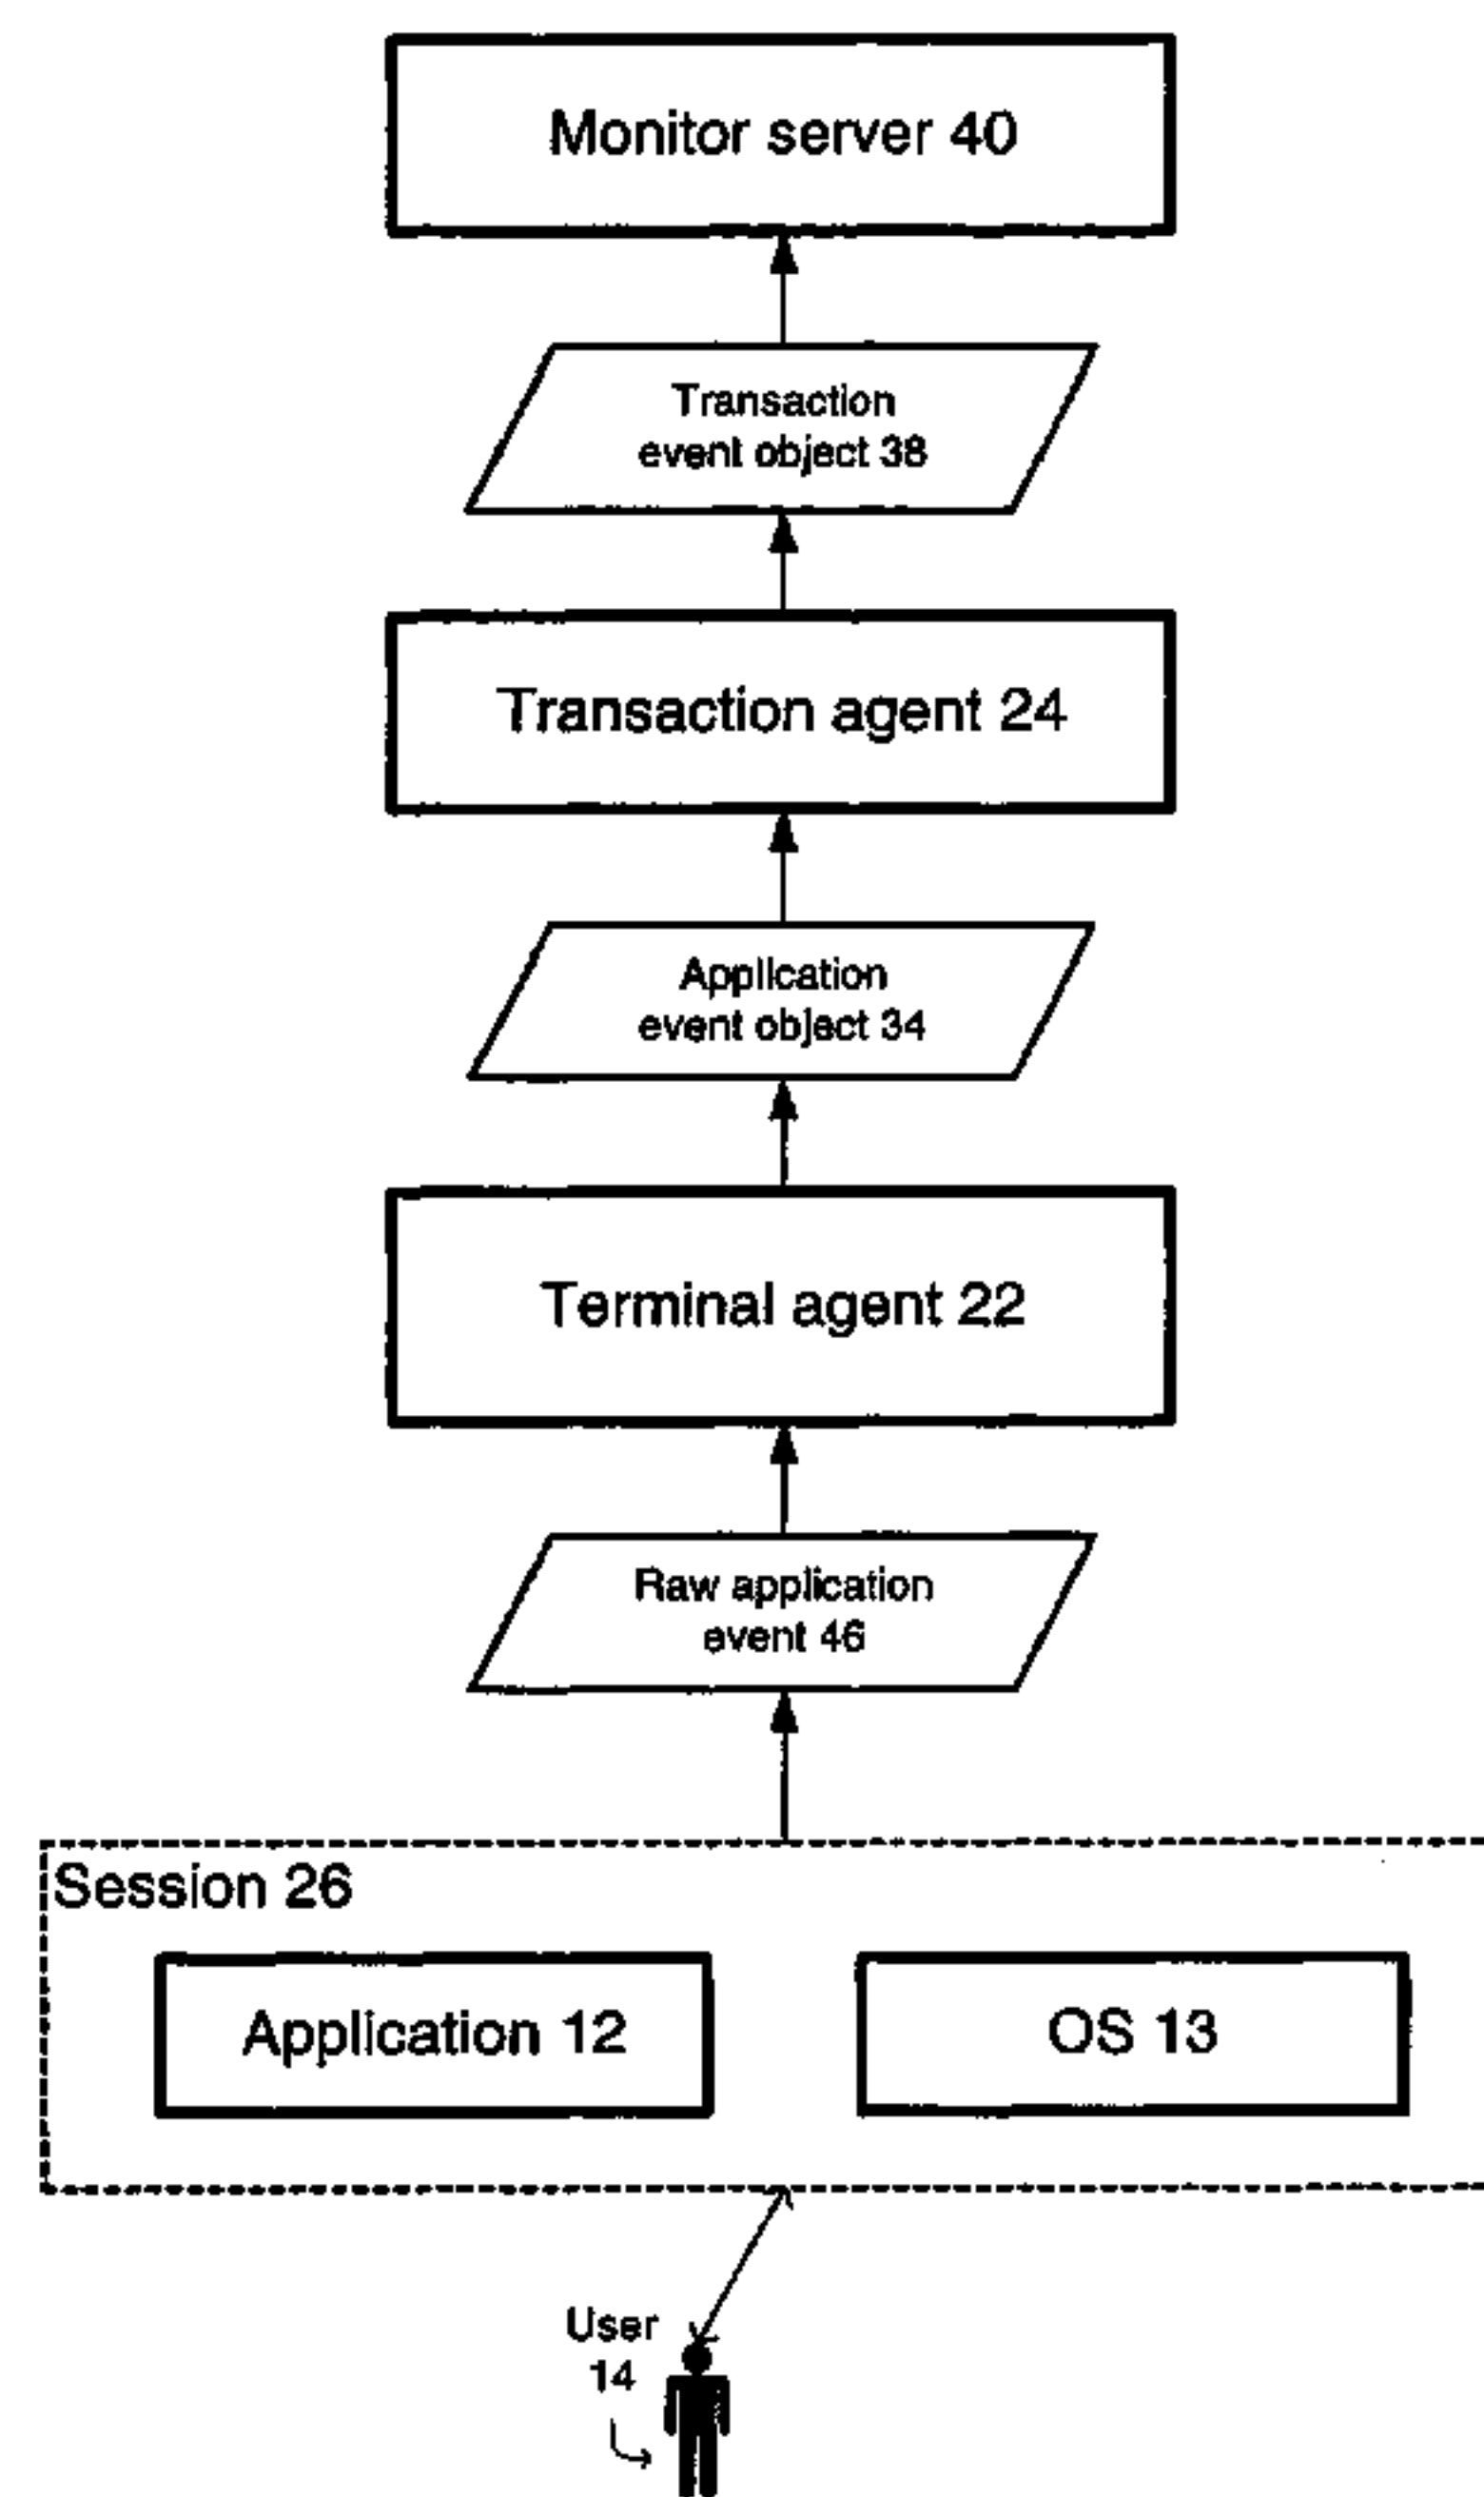 Monitor server 40
Transaction
event object 38
Transaction agent 24
Application
event object 34
Terminal agent 22
Raw application
event 46
Session 26
Application 12
OS 13
User
14